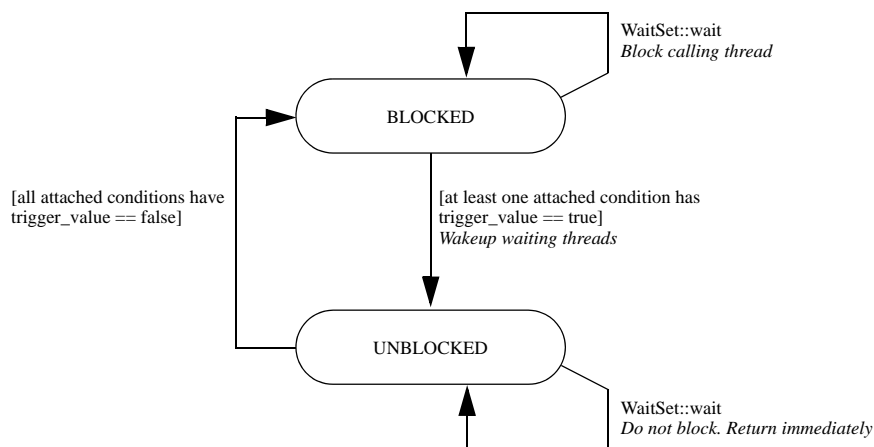 WaitSet::wait
Block calling thread
BLOCKED
[all attached conditions have
trigger_value == false]
[at least one attached condition has
trigger_value == true]
Wakeup waiting threads
UNBLOCKED
WaitSet::wait
Do not block. Return immediately